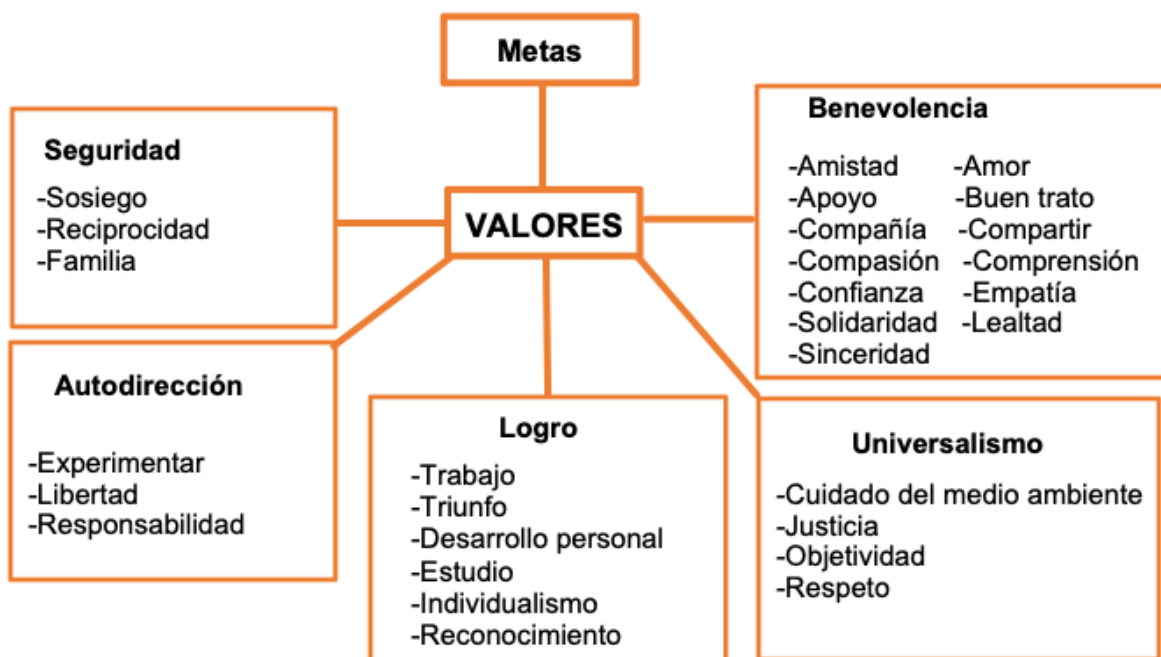 Metas
VALORES
Seguridad
-Sosiego
-Reciprocidad
-Familia
Benevolencia
-Amistad -Amor
-Apoyo -Buen trato
-Compañía -Compartir
-Compasión -Comprensión
-Confianza -Empatía
-Solidaridad -Lealtad
-Sinceridad
Autodirección
-Experimentar
-Libertad
-Responsabilidad
Logro
-Trabajo
-Triunfo
-Desarrollo personal
-Estudio
-Individualismo
-Reconocimiento
Universalismo
-Cuidado del medio ambiente
-Justicia
-Objetividad
-Respeto